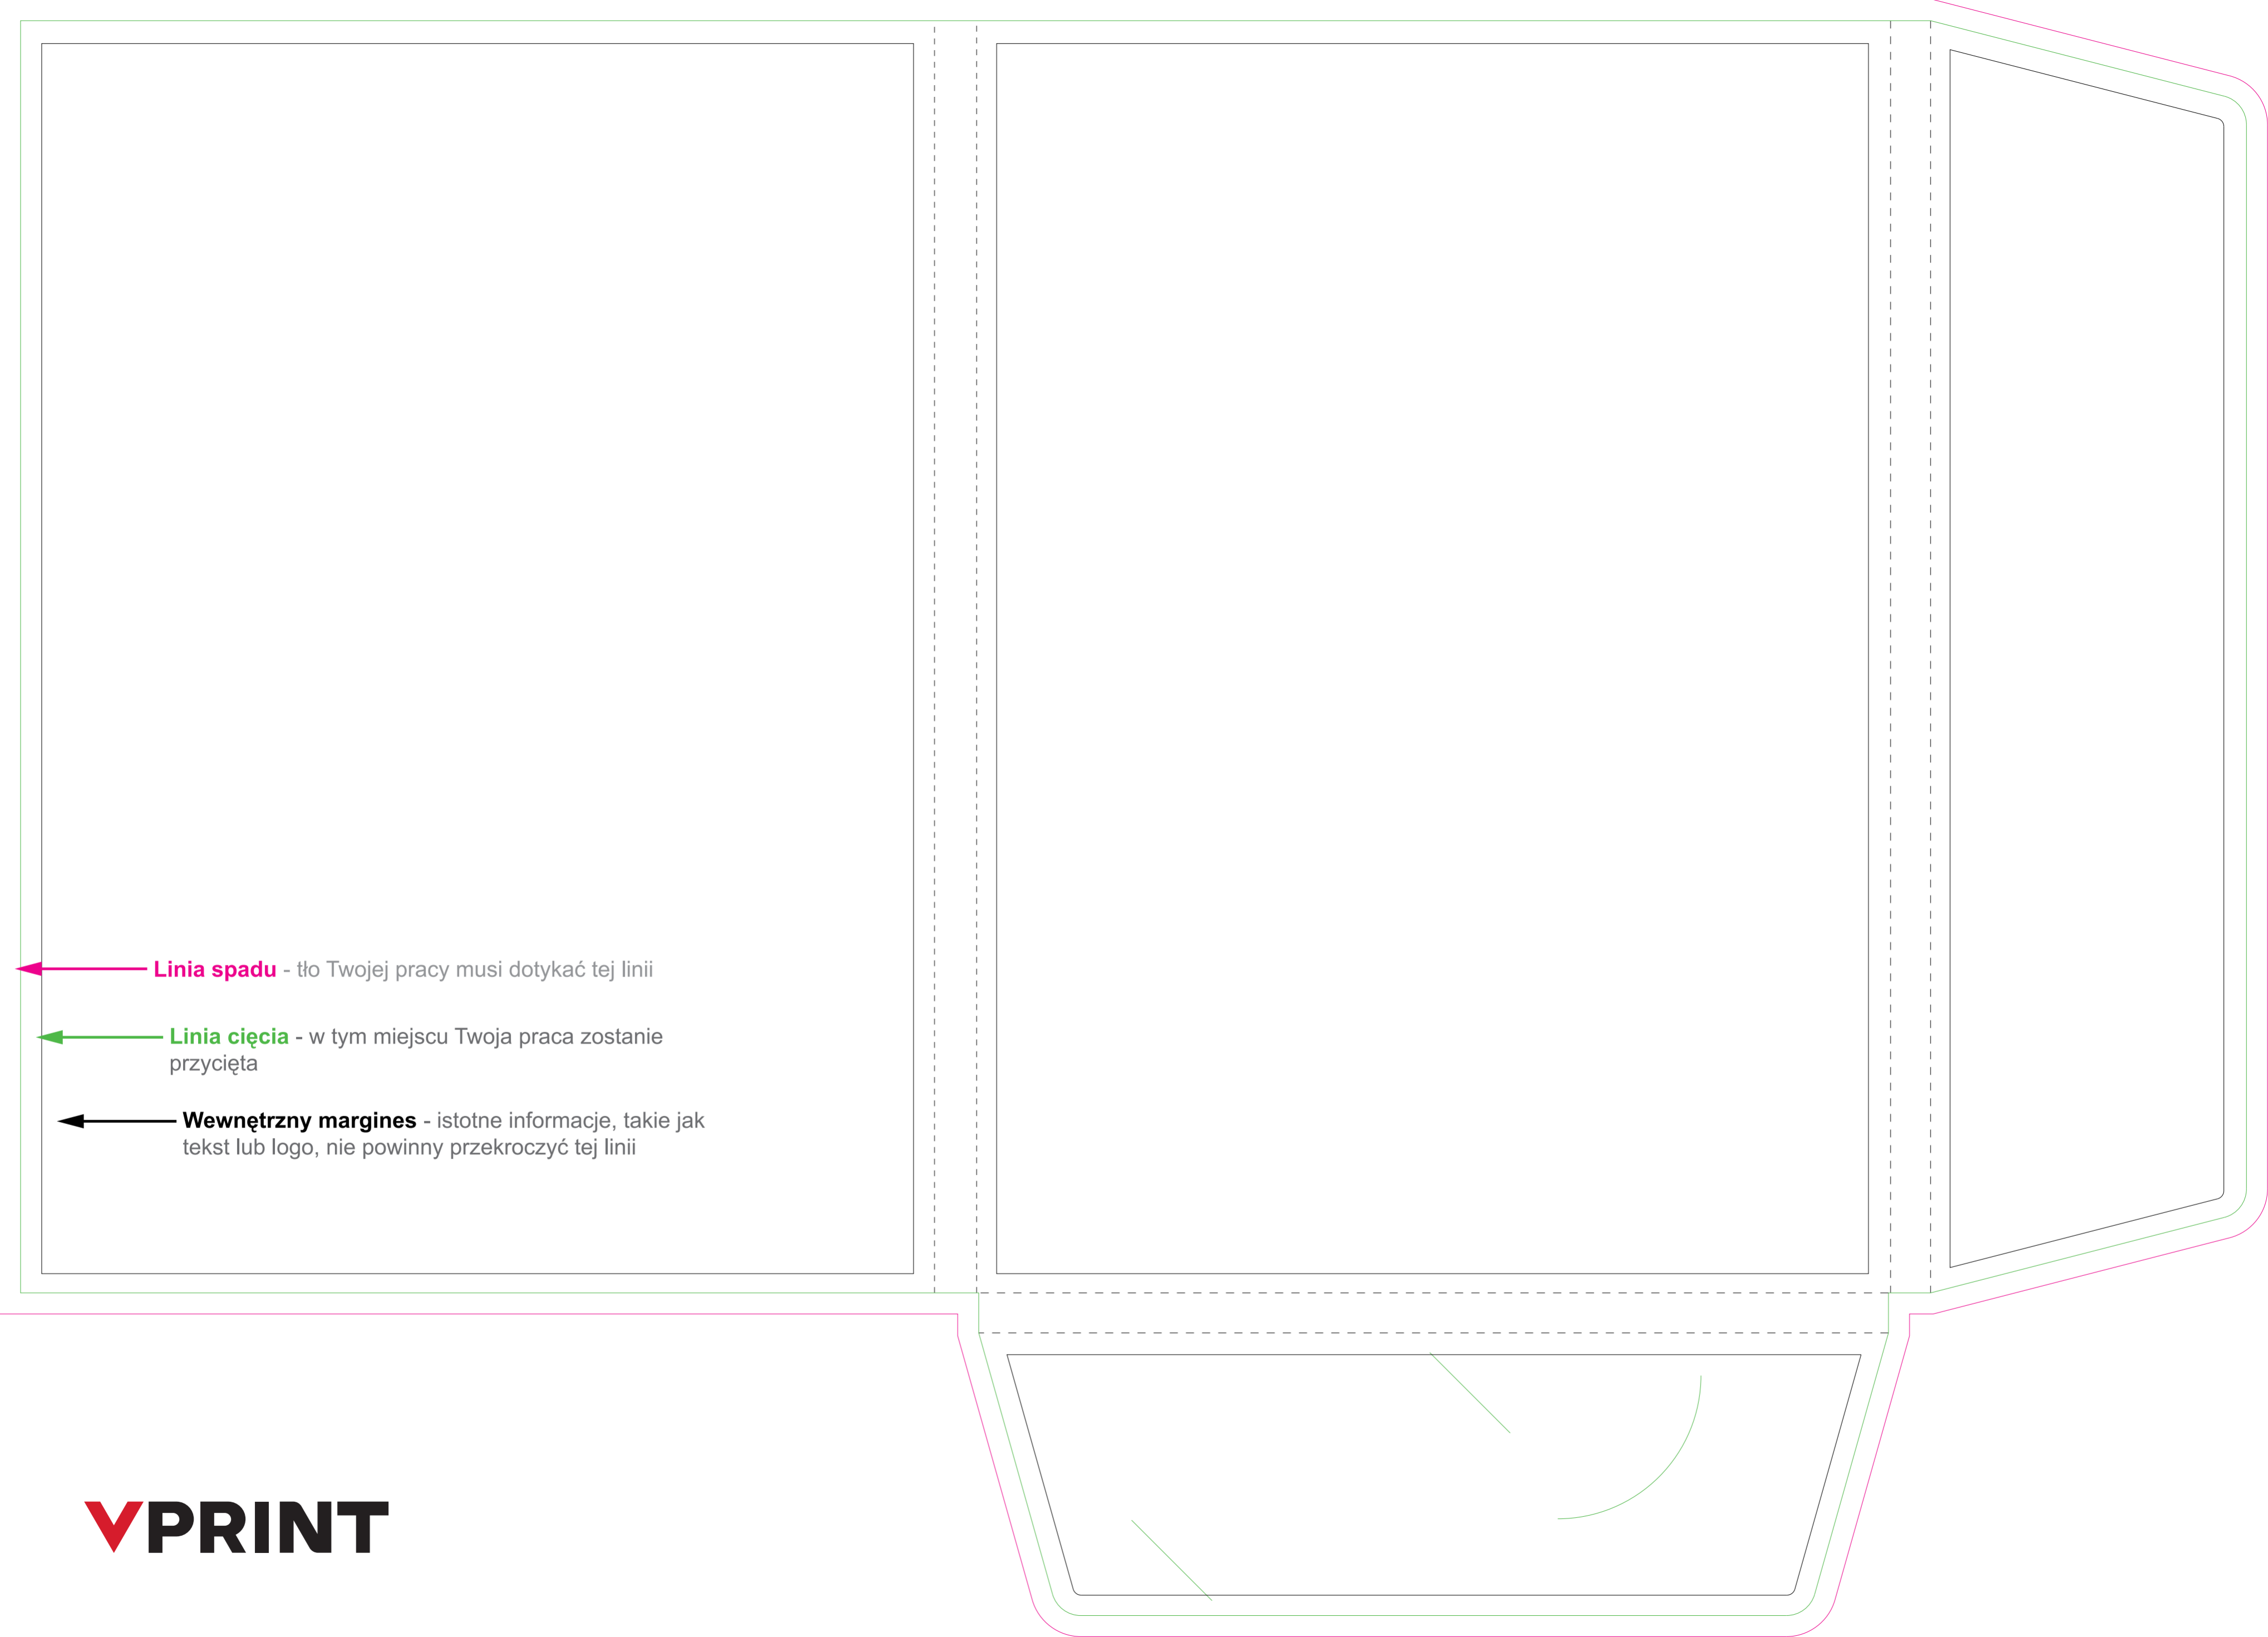 Linia spadu - tło Twojej pracy musi dotykać tej linii
Linia cięcia - w tym miejscu Twoja praca zostanie
przycięta
Wewnętrzny margines - istotne informacje, takie jak
tekst lub logo, nie powinny przekroczyć tej linii
VPRINT